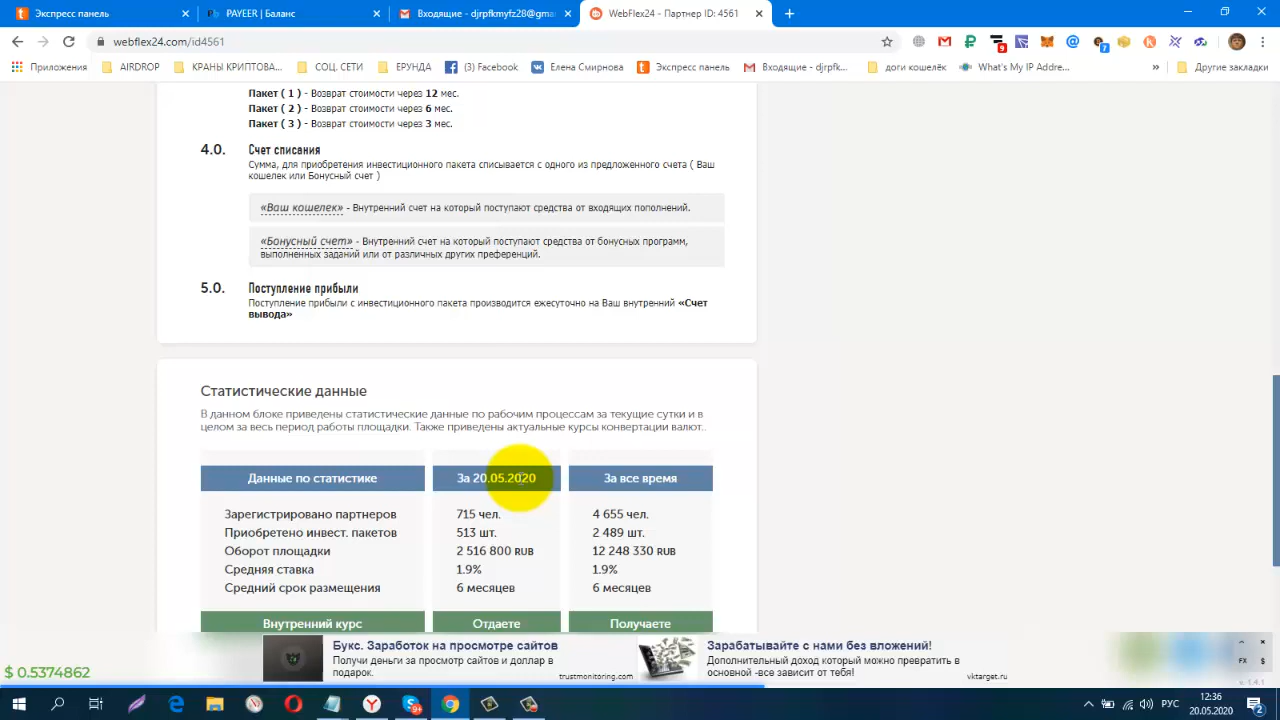 Экспресс панель
PAYEER | Баланс
Входящие - djrpfkmyfz28@gma
WebFlex24 - Партнер ID: 4561
webflex24.com/id4561
9
7
Приложения
AIRDROP
КРАНЫ КРИПТОВА...
СОЦ. СЕТИ
ЕРУНДА
(3) Facebook
Елена Смирнова
Экспресс панель
Входящие - djrpfk...
доги кошелёк
What's My IP Addre...
»
Другие закладки
Пакет ( 1 ) - Возврат стоимости через 12 мес.
Пакет ( 2 ) - Возврат стоимости через 6 мес.
Пакет ( 3 ) - Возврат стоимости через 3 мес.
4.0. Счет списания
Сумма, для приобретения инвестиционного пакета списывается с одного из предложенного счета ( Ваш
кошелек или Бонусный счет )
«Ваш кошелек» - Внутренний счет на который поступают средства от входящих пополнений.
«Бонусный счет» - Внутренний счет на который поступают средства от бонусных программ,
выполненных заданий или от различных других преференций.
5.0. Поступление прибыли
Поступление прибыли с инвестиционного пакета производится ежесуточно на Ваш внутренний «Счет
вывода»
Статистические данные
В данном блоке приведены статистические данные по рабочим процессам за текущие сутки и в
целом за весь период работы площадки. Также приведены актуальные курсы конвертации валют..
Данные по статистике За 20.05.2020 За все время
Зарегистрировано партнеров 715 чел. 4 655 чел.
Приобретено инвест. пакетов 513 шт. 2 489 шт.
Оборот площадки 2 516 800 RUB 12 248 330 RUB
Средняя ставка 1.9% 1.9%
Средний срок размещения 6 месяцев 6 месяцев
Внутренний курс Отдаете Получаете
$ 0.5374862
Букс. Заработок на просмотре сайтов
Получи деньги за просмотр сайтов и доллар в
подарок.
trustmonitoring.com
Зарабатывайте с нами без вложений!
Дополнительный доход который можно превратить в
основной -все зависит от тебя!
vktarget.ru
FX $
v. 1.4.1
9+
РУС
12:36
20.05.2020
2